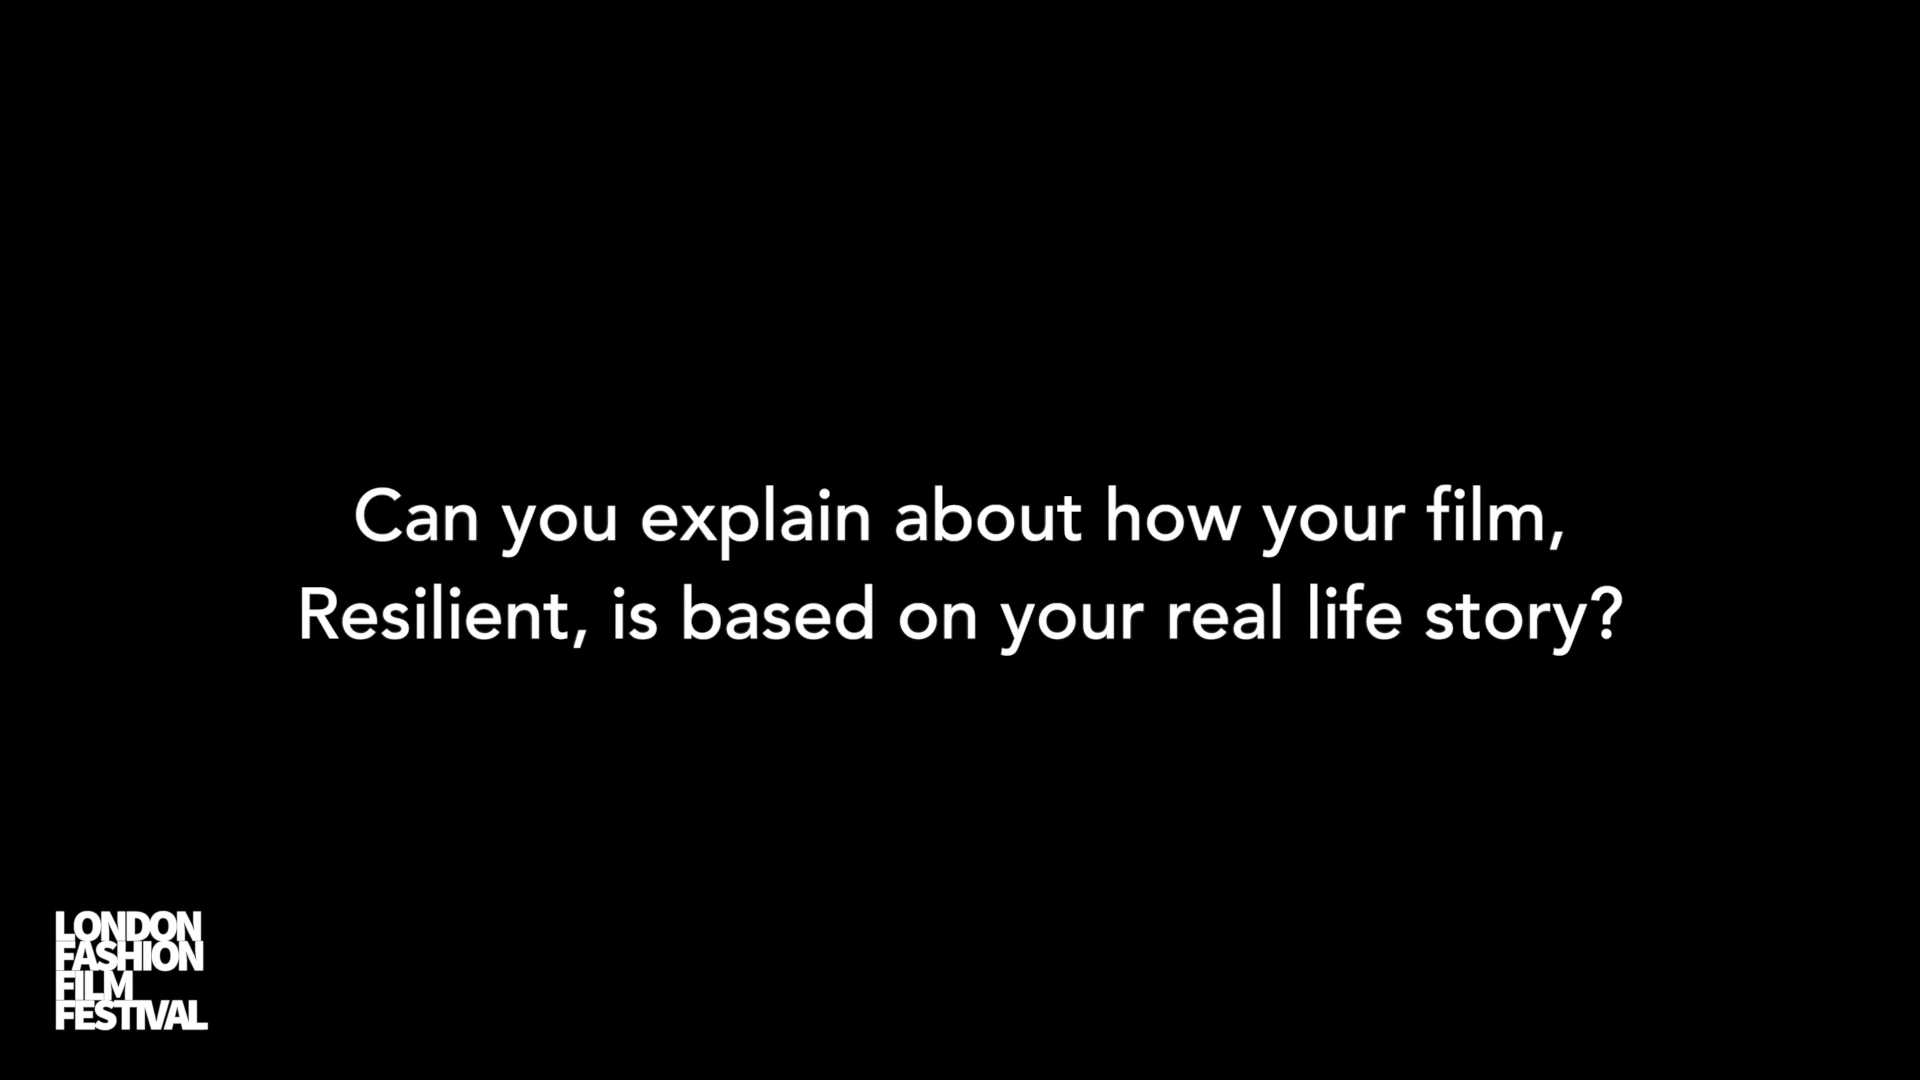 Can you explain about how your film,
Resilient, is based on your real life story?
LONDON
FASHION
FILM
FESTIVAL